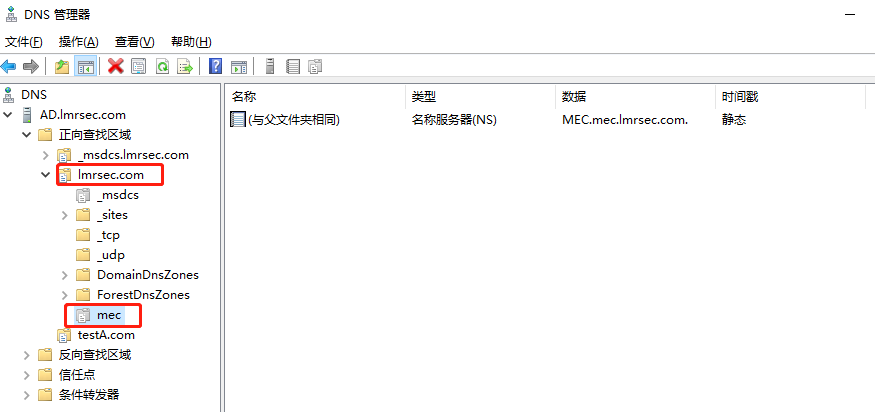 DNS 管理器
文件(F) 操作(A) 查看(V) 帮助(H)
DNS
AD.lmrsec.com
正向查找区域
_msdcs.lmrsec.com
lmrsec.com
_msdcs
_sites
_tcp
_udp
DomainDnsZones
ForestDnsZones
mec
testA.com
反向查找区域
信任点
条件转发器
名称 类型 数据 时间戳
(与父文件夹相同) 名称服务器(NS) MEC.mec.lmrsec.com. 静态